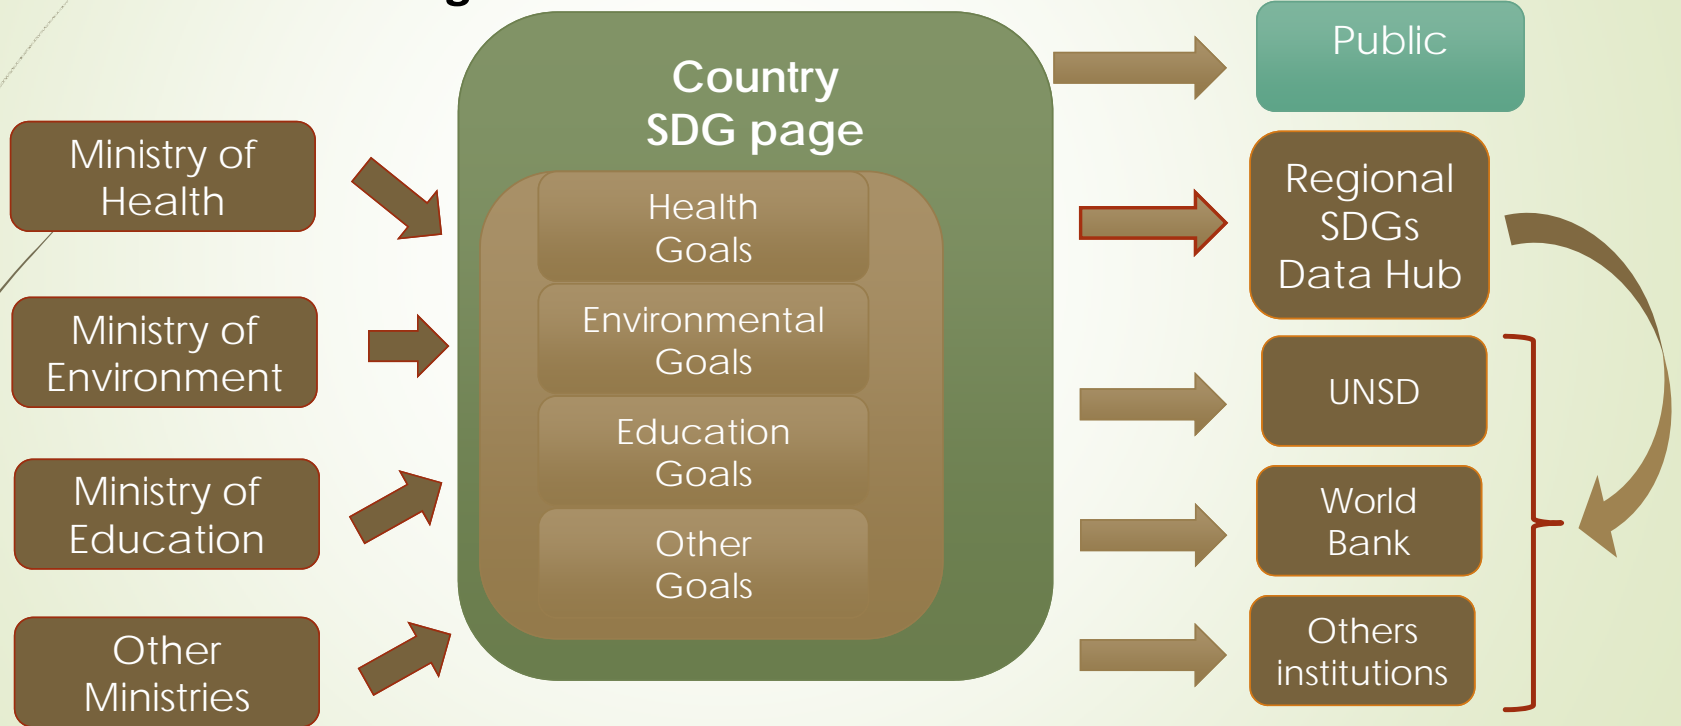 Country
SDG page
Ministry of
Health
Ministry of
Environment
Ministry of
Education
Other
Ministries
Health
Goals
Environmental
Goals
Education
Goals
Other
Goals
Public
Regional
SDGs
Data Hub
UNSD
World
Bank
Others
institutions